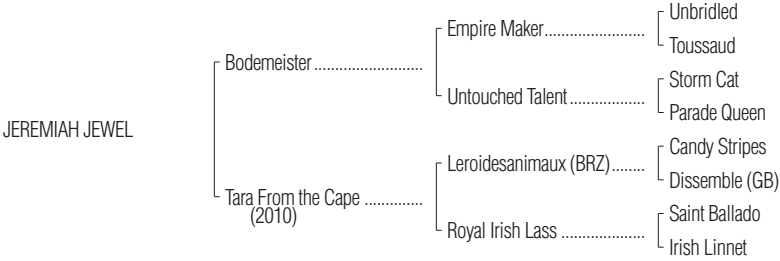 Unbridled
Empire Maker........................
Toussaud
Bodemeister..........................
Storm Cat
Untouched Talent..................
Parade Queen
JEREMIAH JEWEL
Candy Stripes
Leroidesanimaux (BRZ)........
Dissemble (GB)
Tara From the Cape ..............
(2010)
Saint Ballado
Royal Irish Lass ....................
Irish Linnet